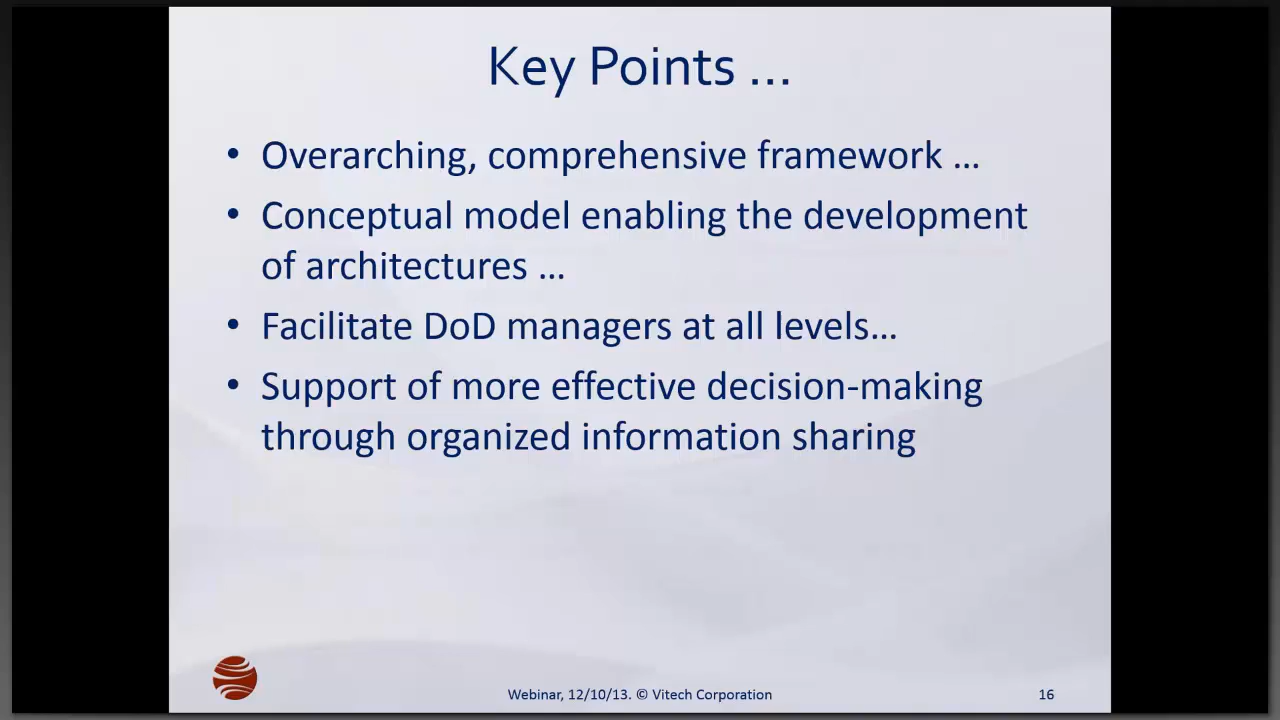 Key Points ...
• Overarching, comprehensive framework ...
• Conceptual model enabling the development
of architectures ...
• Facilitate DoD managers at all levels...
• Support of more effective decision-making
through organized information sharing
Webinar, 12/10/13. © Vitech Corporation
16